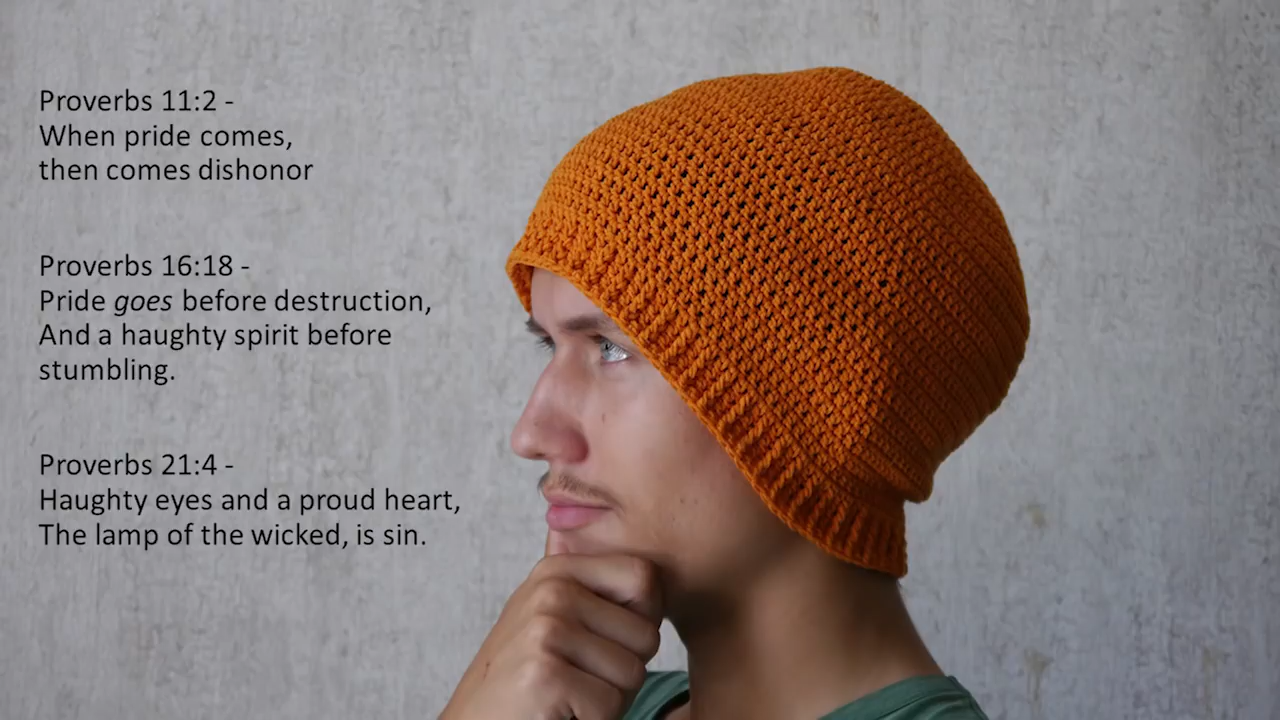 Proverbs 11:2 -
When pride comes,
then comes dishonor
Proverbs 16:18 -
Pride goes before destruction,
And a haughty spirit before
stumbling.
Proverbs 21:4 -
Haughty eyes and a proud heart,
The lamp of the wicked, is sin.